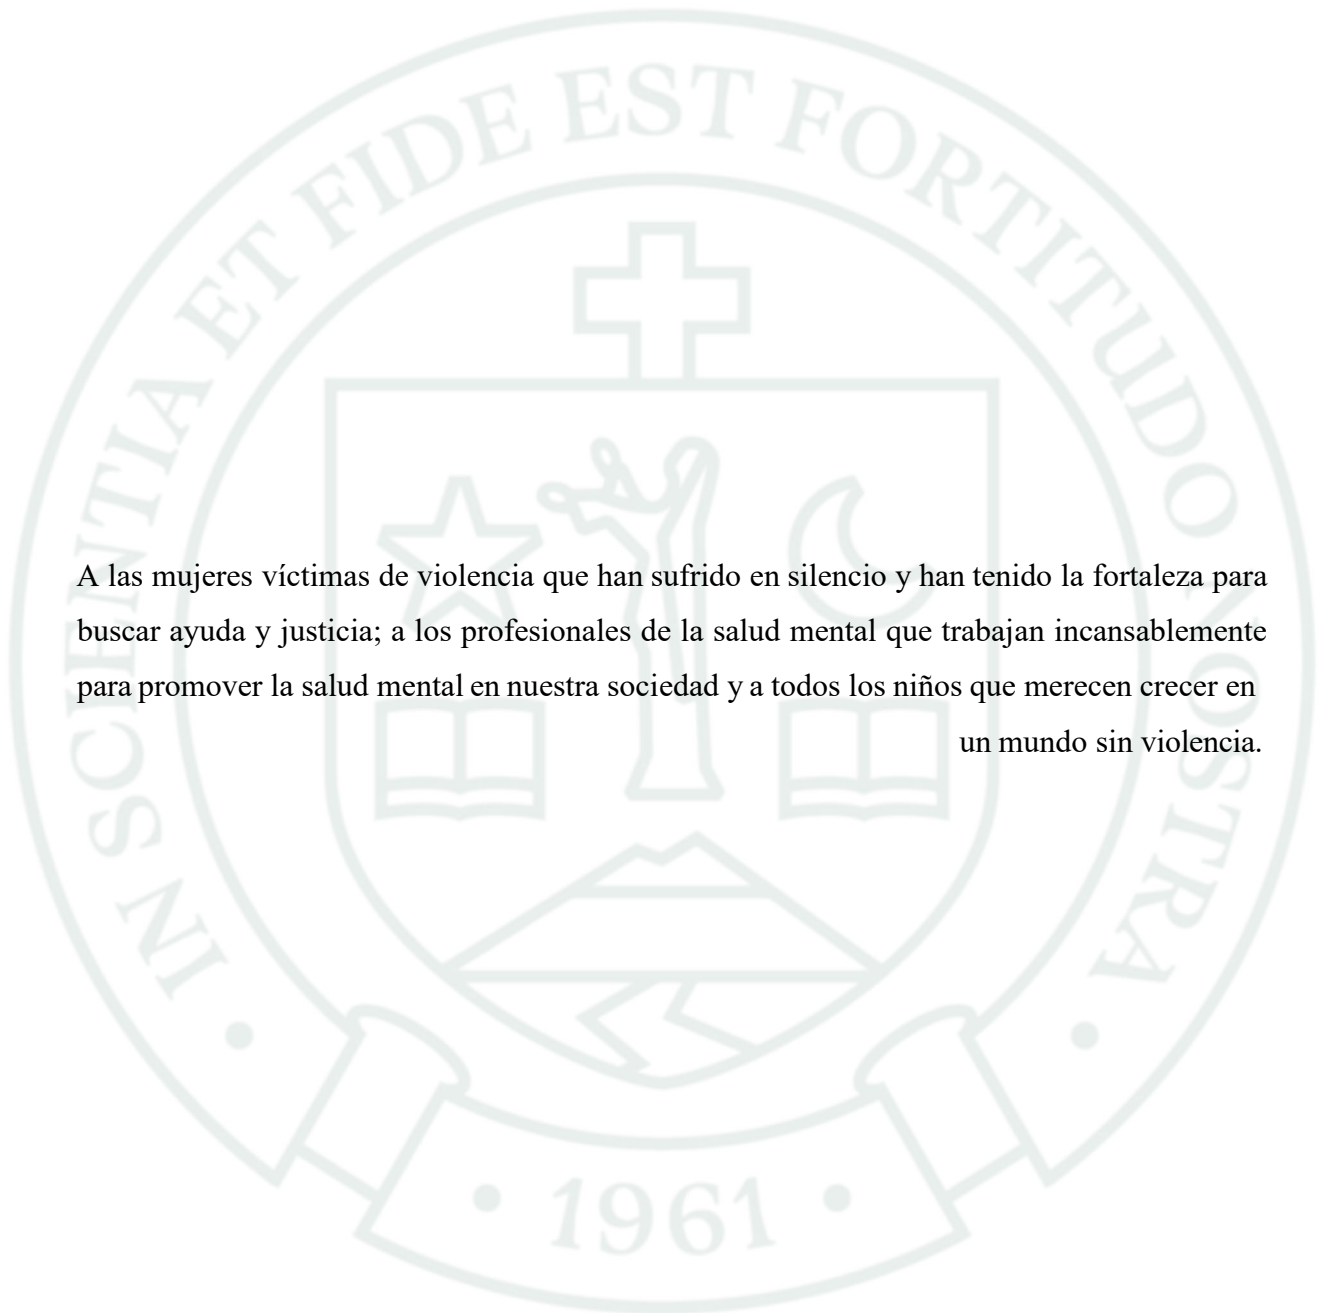 IN SCIENTIA ET FIDE EST FORTITUDO NOSTRA
A las mujeres víctimas de violencia que han sufrido en silencio y han tenido la fortaleza para
buscar ayuda y justicia; a los profesionales de la salud mental que trabajan incansablemente
para promover la salud mental en nuestra sociedad y a todos los niños que merecen crecer en
un mundo sin violencia.
• 1961 •